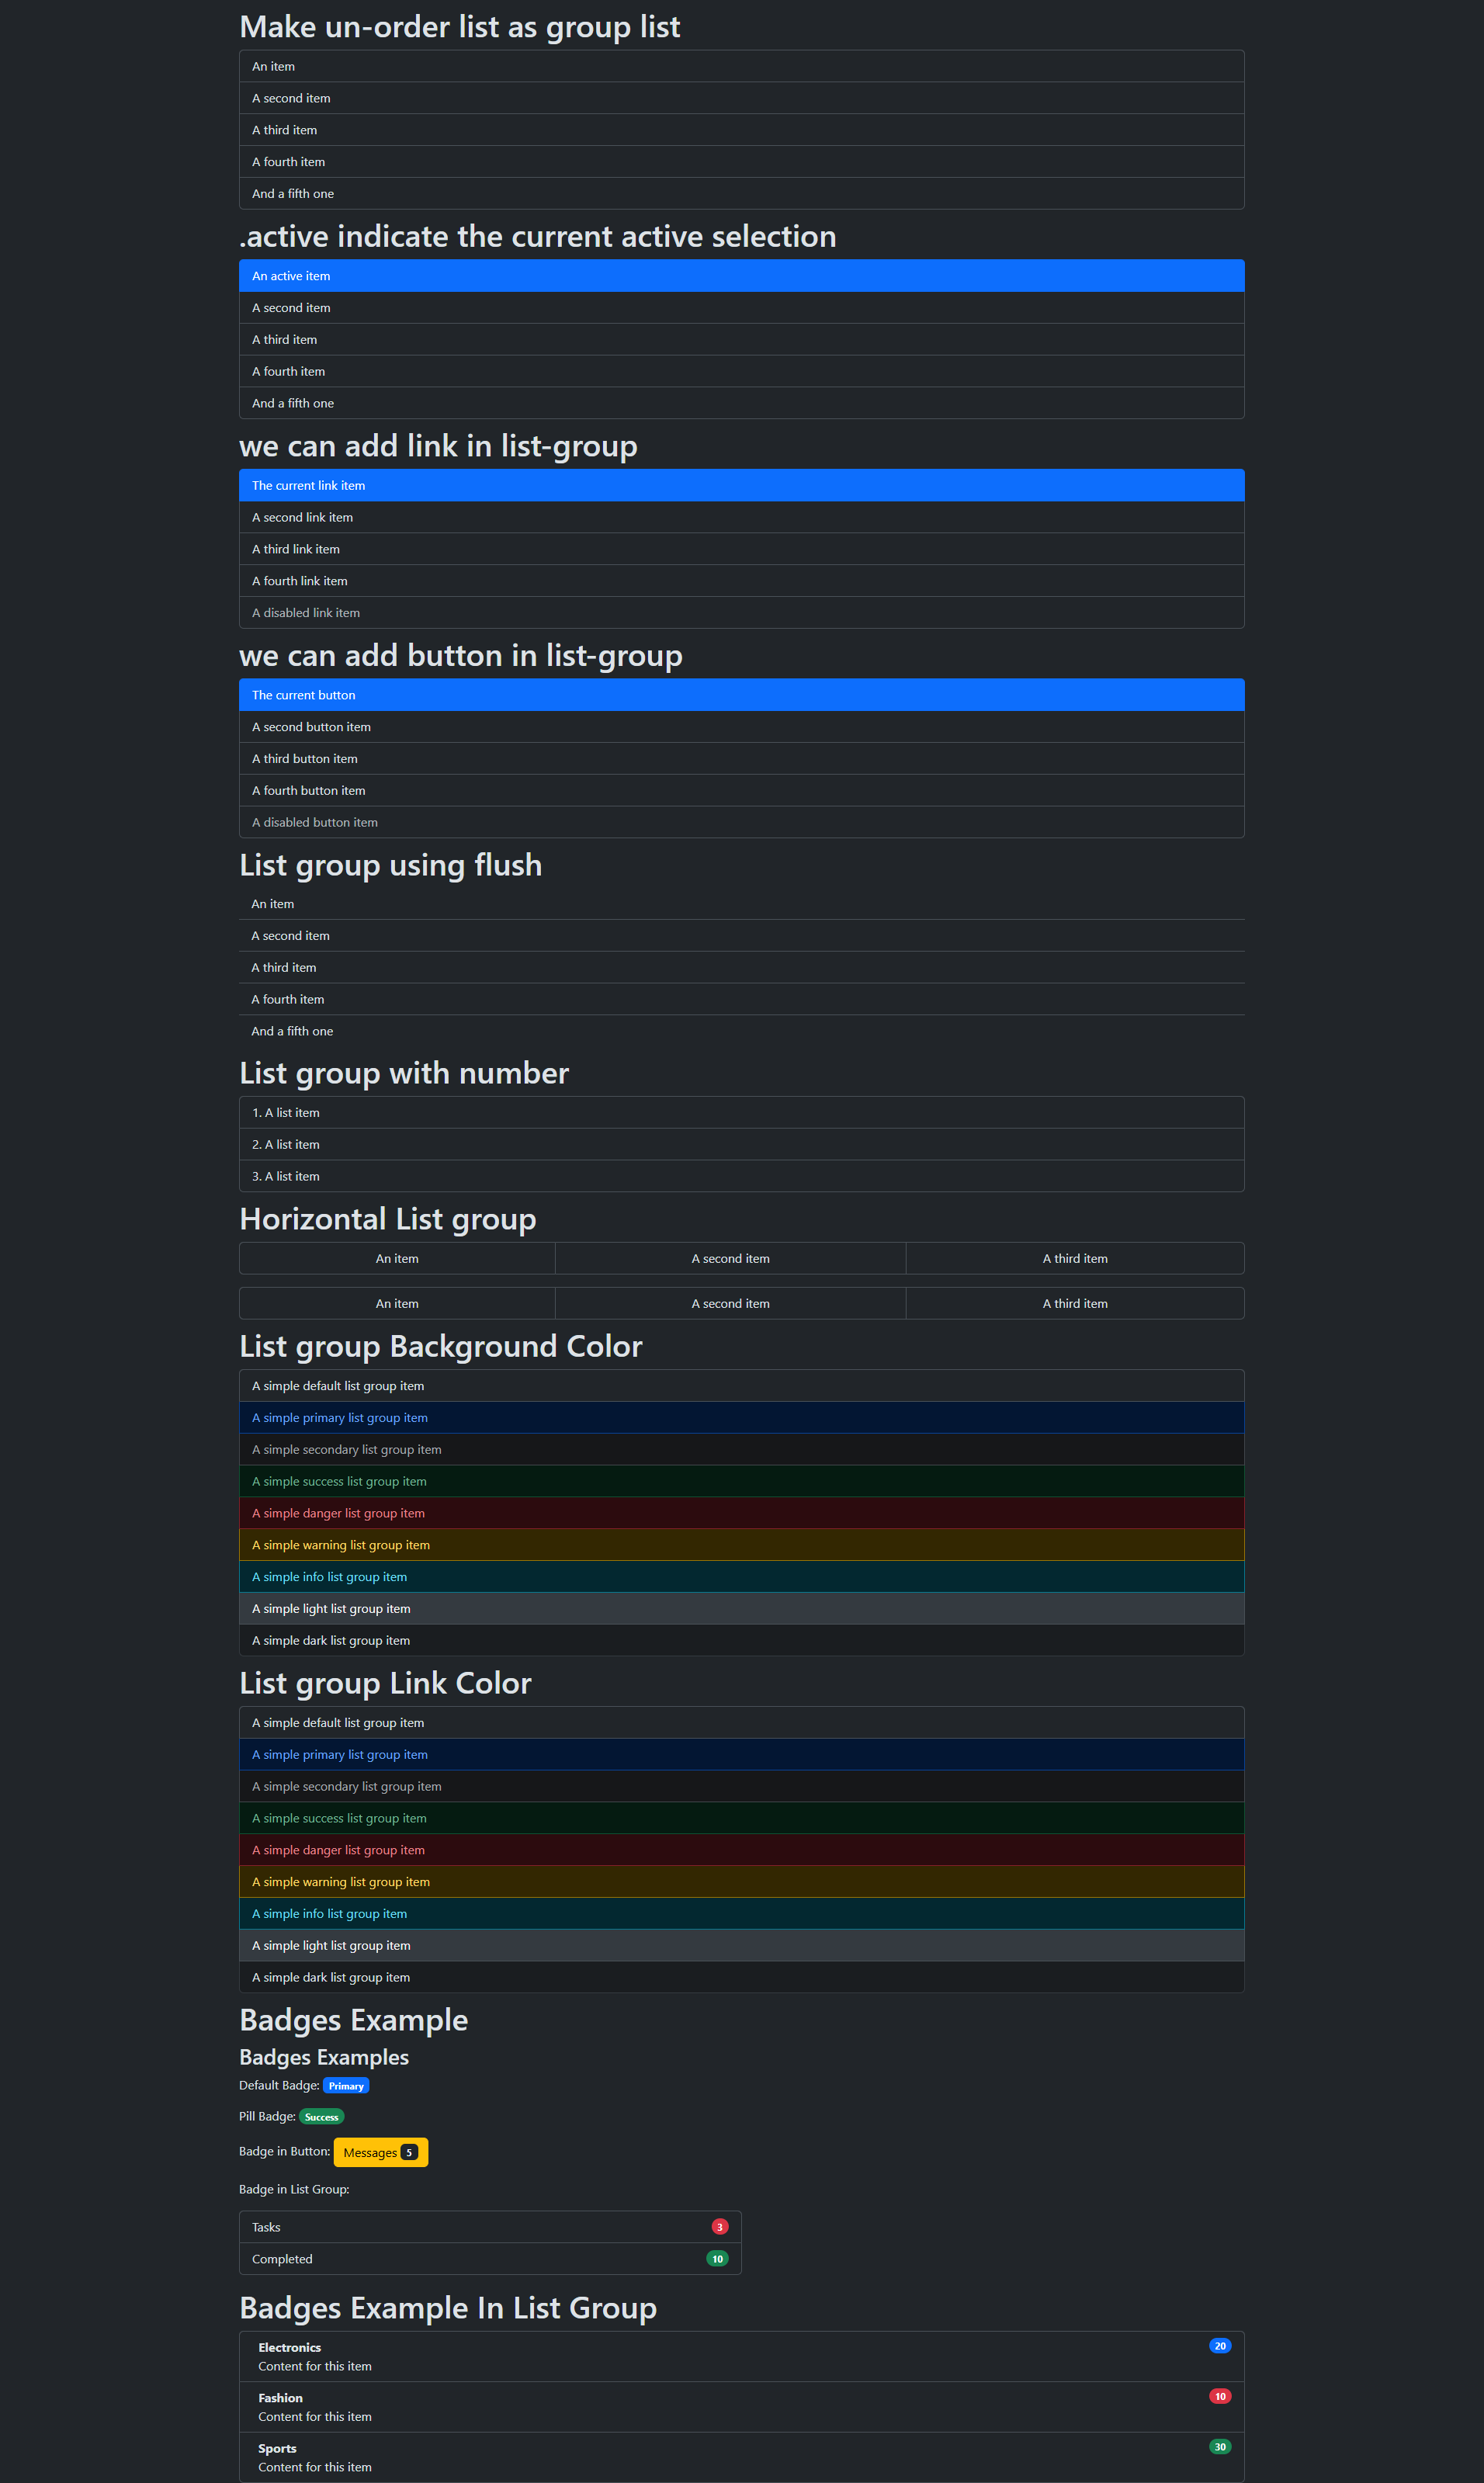 Make un-order list as group list
An item
A second item
A third item
A fourth item
And a fifth one
.active indicate the current active selection
An active item
A second item
A third item
A fourth item
And a fifth one
we can add link in list-group
The current link item
A second link item
A third link item
A fourth link item
A disabled link item
we can add button in list-group
The current button
A second button item
A third button item
A fourth button item
A disabled button item
List group using flush
An item
A second item
A third item
A fourth item
And a fifth one
List group with number
1. A list item
2. A list item
3. A list item
Horizontal List group
An item A second item A third item
An item A second item A third item
List group Background Color
A simple default list group item
A simple primary list group item
A simple secondary list group item
A simple success list group item
A simple danger list group item
A simple warning list group item
A simple info list group item
A simple light list group item
A simple dark list group item
List group Link Color
A simple default list group item
A simple primary list group item
A simple secondary list group item
A simple success list group item
A simple danger list group item
A simple warning list group item
A simple info list group item
A simple light list group item
A simple dark list group item
Badges Example
Badges Examples
Default Badge: Primary
Pill Badge: Success
Badge in Button: Messages 5
Badge in List Group:
Tasks 3
Completed 10
Badges Example In List Group
Electronics 20
Content for this item
Fashion 10
Content for this item
Sports 30
Content for this item